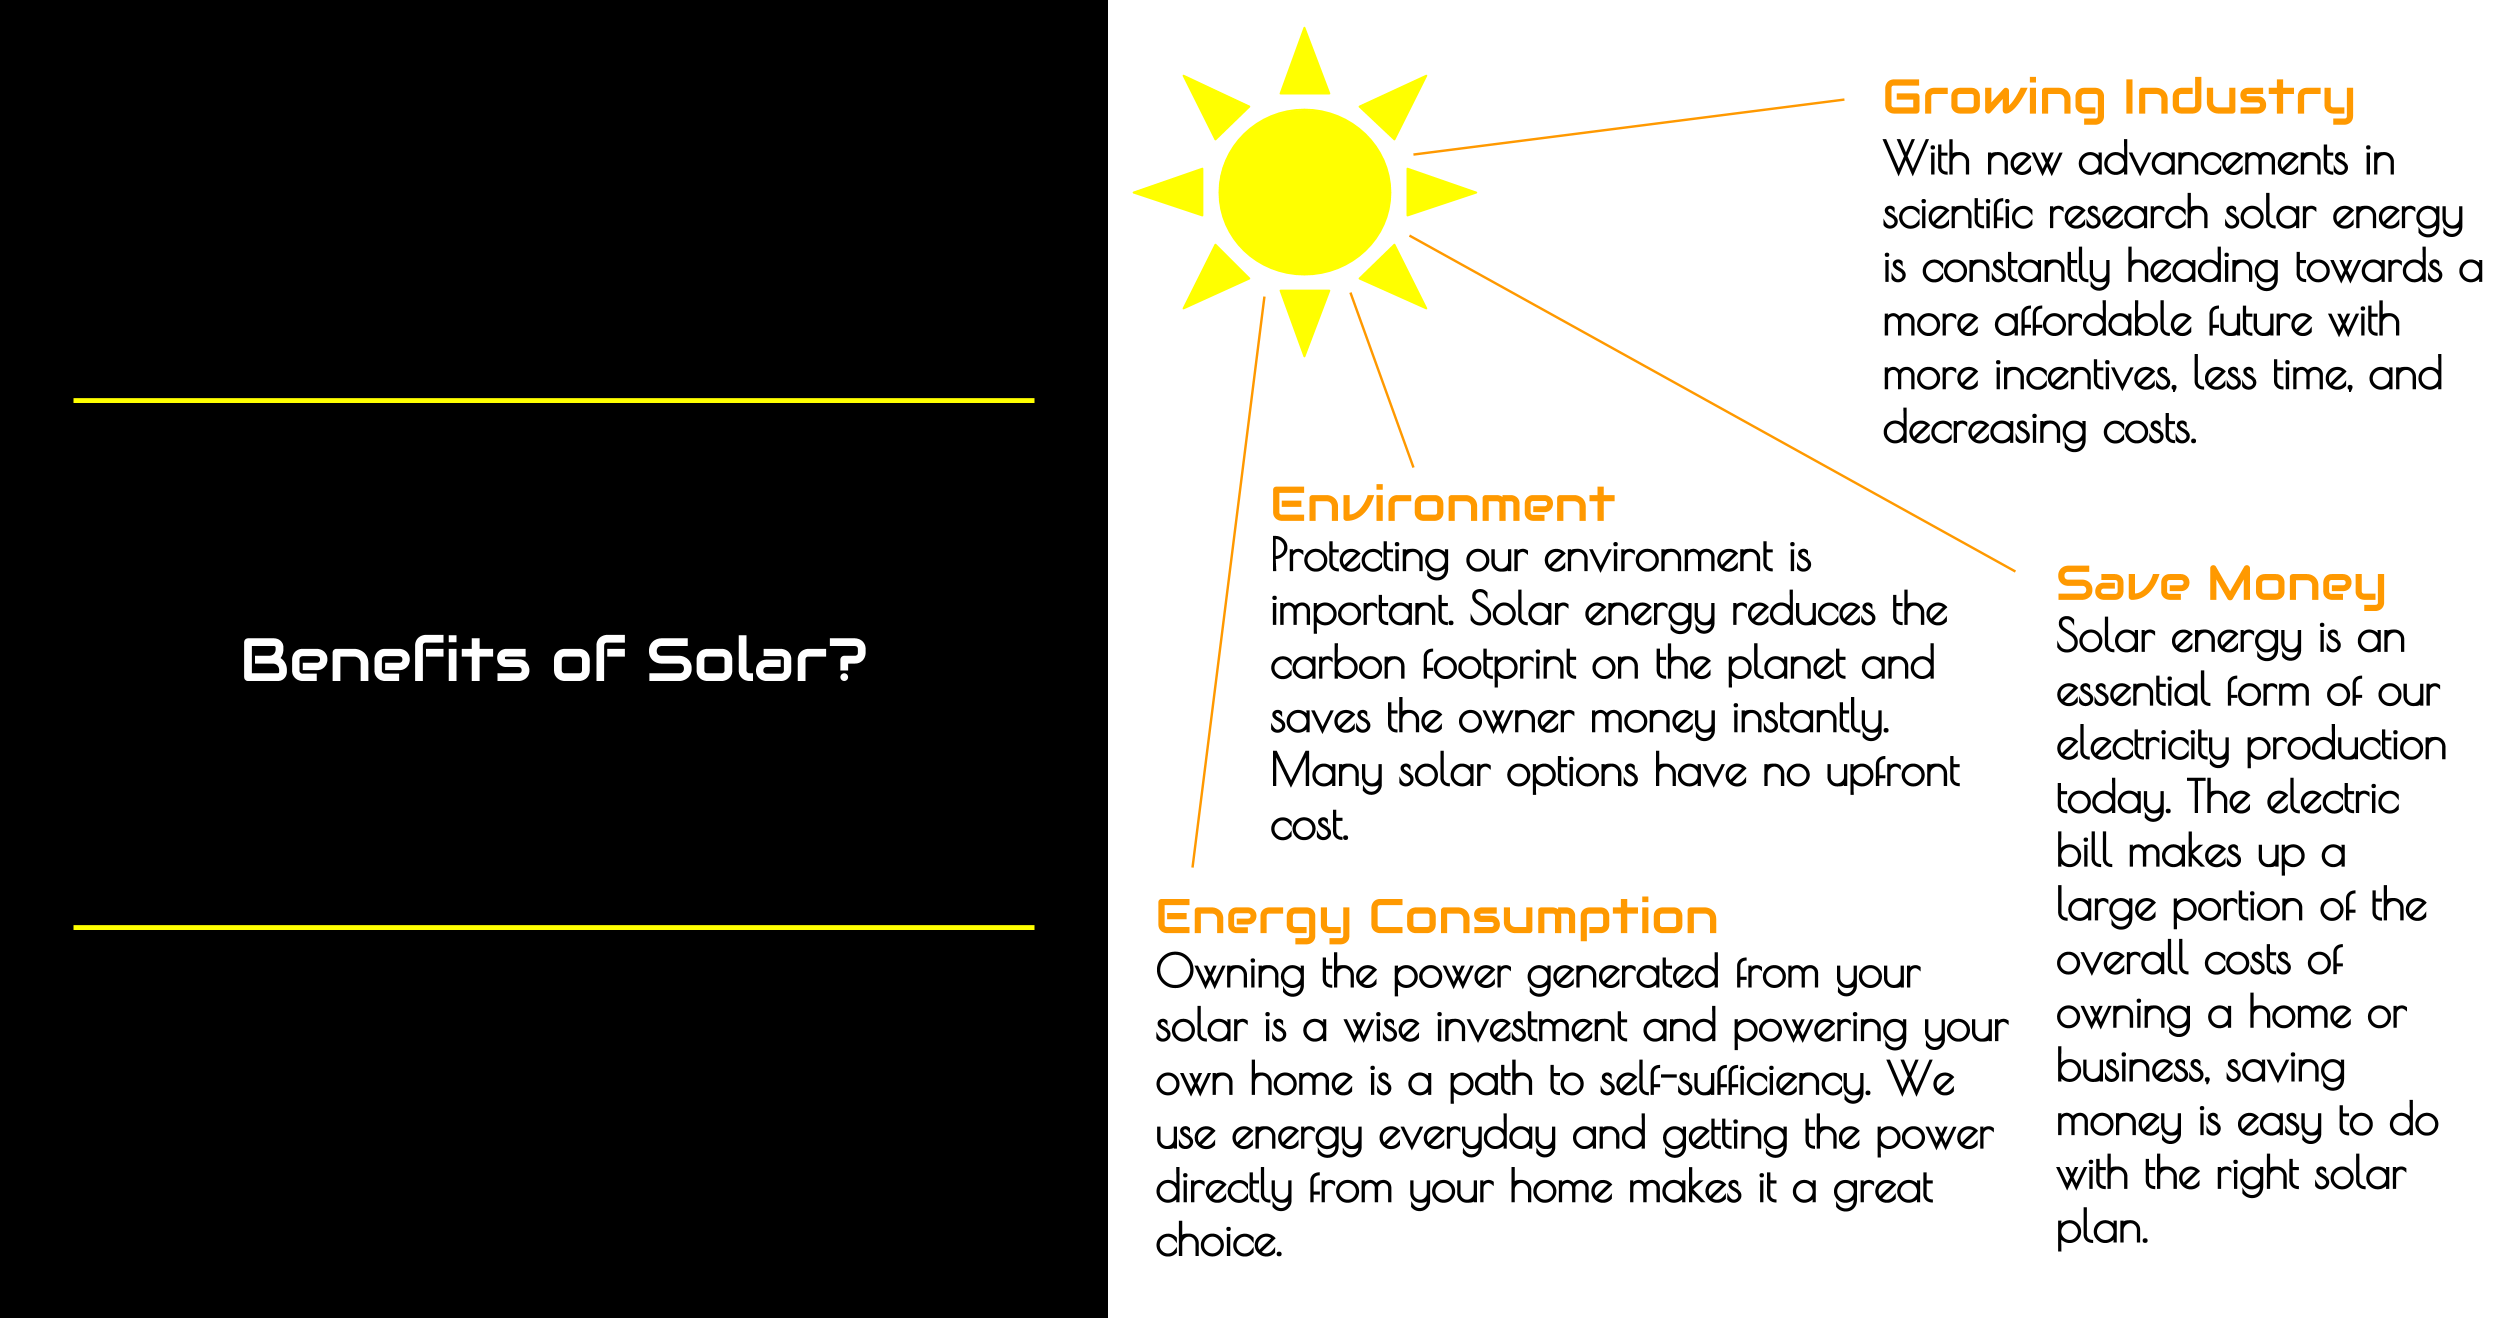 Benefits of Solar?
Growing Industry
With new advancements in
scientific research solar energy
is constantly heading towards a
more affordable future with
more incentives, less time, and
decreasing costs.
Environment
Protecting our environment is
important. Solar energy reduces the
carbon footprint on the planet and
saves the owner money instantly.
Many solar options have no upfront
cost.
Save Money
Solar energy is an
essential form of our
electricity production
today. The electric
bill makes up a
large portion of the
overall costs of
owning a home or
business, saving
money is easy to do
with the right solar
plan.
Energy Consumption
Owning the power generated from your
solar is a wise investment and powering your
own home is a path to self-sufficiency. We
use energy everyday and getting the power
directly from your home makes it a great
choice.